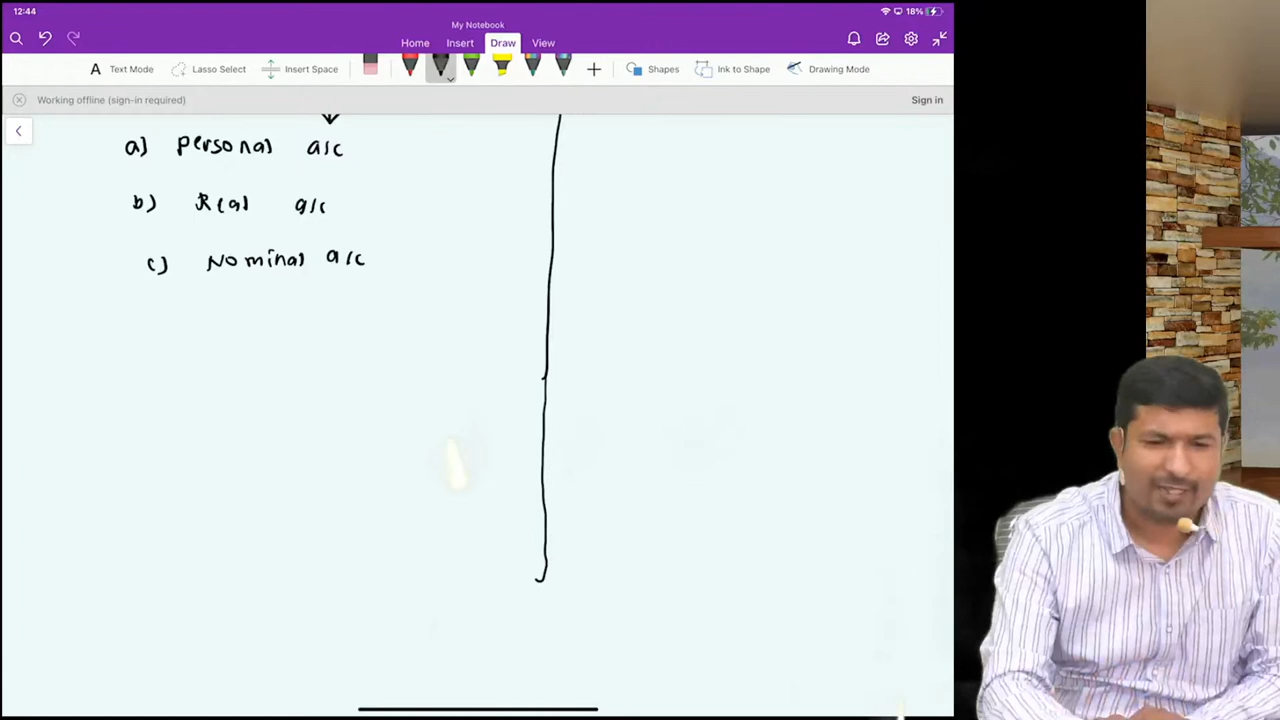 12:44
18%
My Notebook
Home Insert Draw View
Text Mode Lasso Select Insert Space Shapes Ink to Shape Drawing Mode
Working offline (sign-in required) Sign in
a) Personal a/c
b) Real a/c
c) Nominal a/c